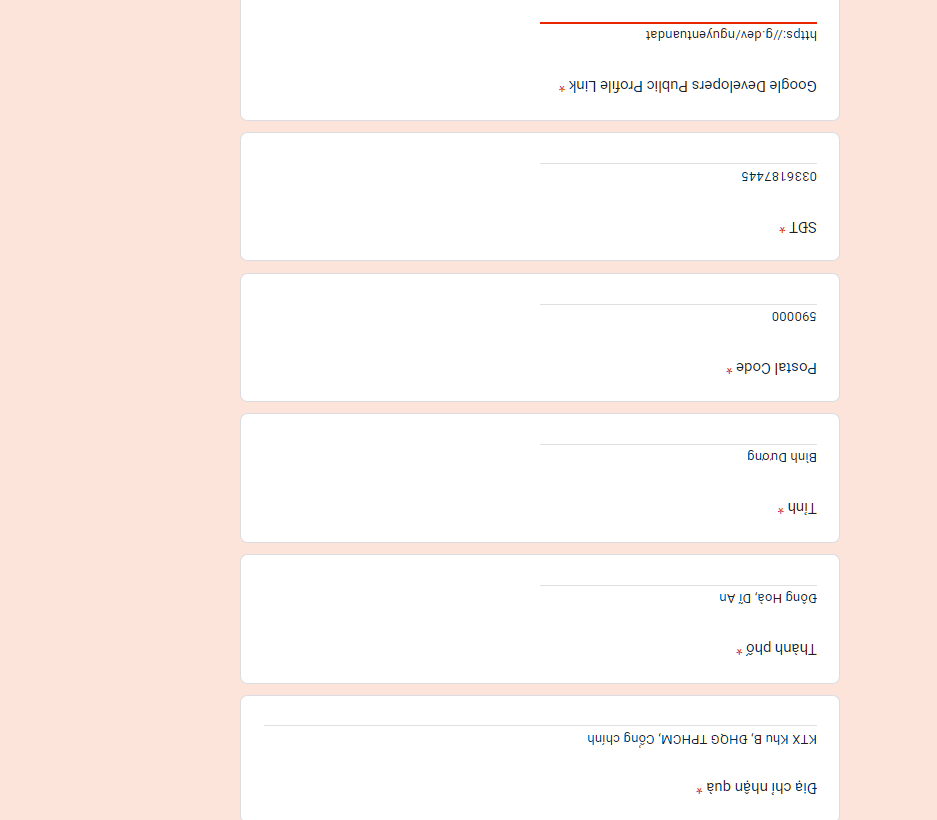 Địa chỉ nhận quà *
KTX Khu B, ĐHQG TPHCM, Cổng chính
Thành phố *
Đông Hoà, Dĩ An
Tỉnh *
Bình Dương
Postal Code *
590000
SĐT *
0336187445
Google Developers Public Profile Link *
https://g.dev/nguyentuandat